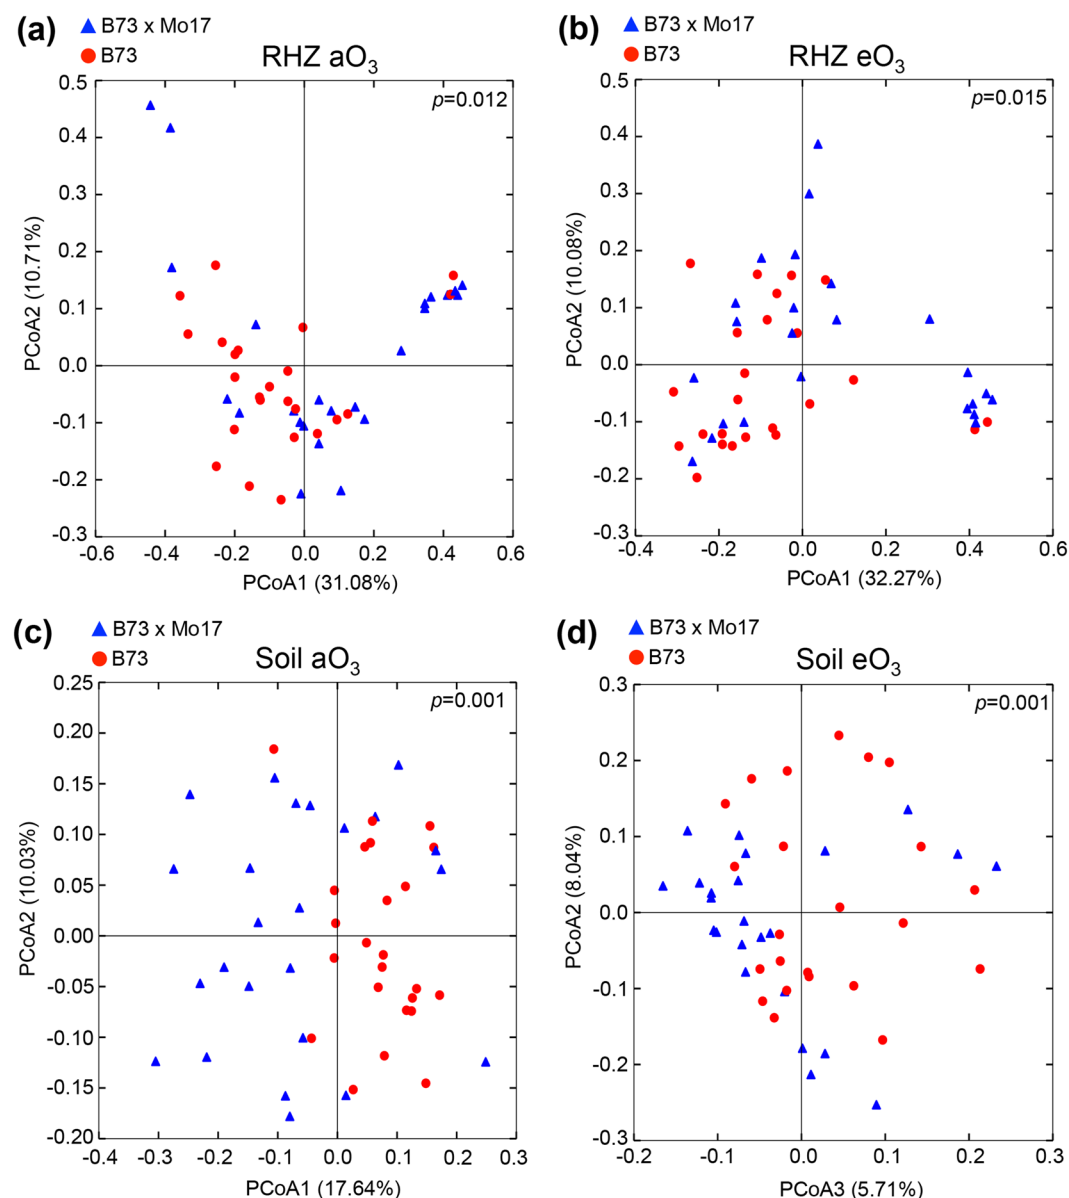 (a)
B73 x Mo17
B73
RHZ aO3
p=0.012
0.5
0.4
0.3
0.2
0.1
0.0
-0.1
-0.2
-0.3
PCoA2 (10.71%)
-0.6
-0.4
-0.2
0.0
0.2
0.4
0.6
PCoA1 (31.08%)
(b)
B73 x Mo17
B73
RHZ eO3
p=0.015
0.5
0.4
0.3
0.2
0.1
0.0
-0.1
-0.2
-0.3
PCoA2 (10.08%)
-0.4
-0.2
0.0
0.2
0.4
0.6
PCoA1 (32.27%)
(c)
B73 x Mo17
B73
Soil aO3
p=0.001
0.25
0.20
0.15
0.10
0.05
0.00
-0.05
-0.10
-0.15
-0.20
PCoA2 (10.03%)
-0.4
-0.3
-0.2
-0.1
0.0
0.1
0.2
0.3
PCoA1 (17.64%)
(d)
B73 x Mo17
B73
Soil eO3
p=0.001
0.3
0.2
0.1
0.0
-0.1
-0.2
-0.3
PCoA2 (8.04%)
-0.2
-0.1
0.0
0.1
0.2
0.3
PCoA3 (5.71%)